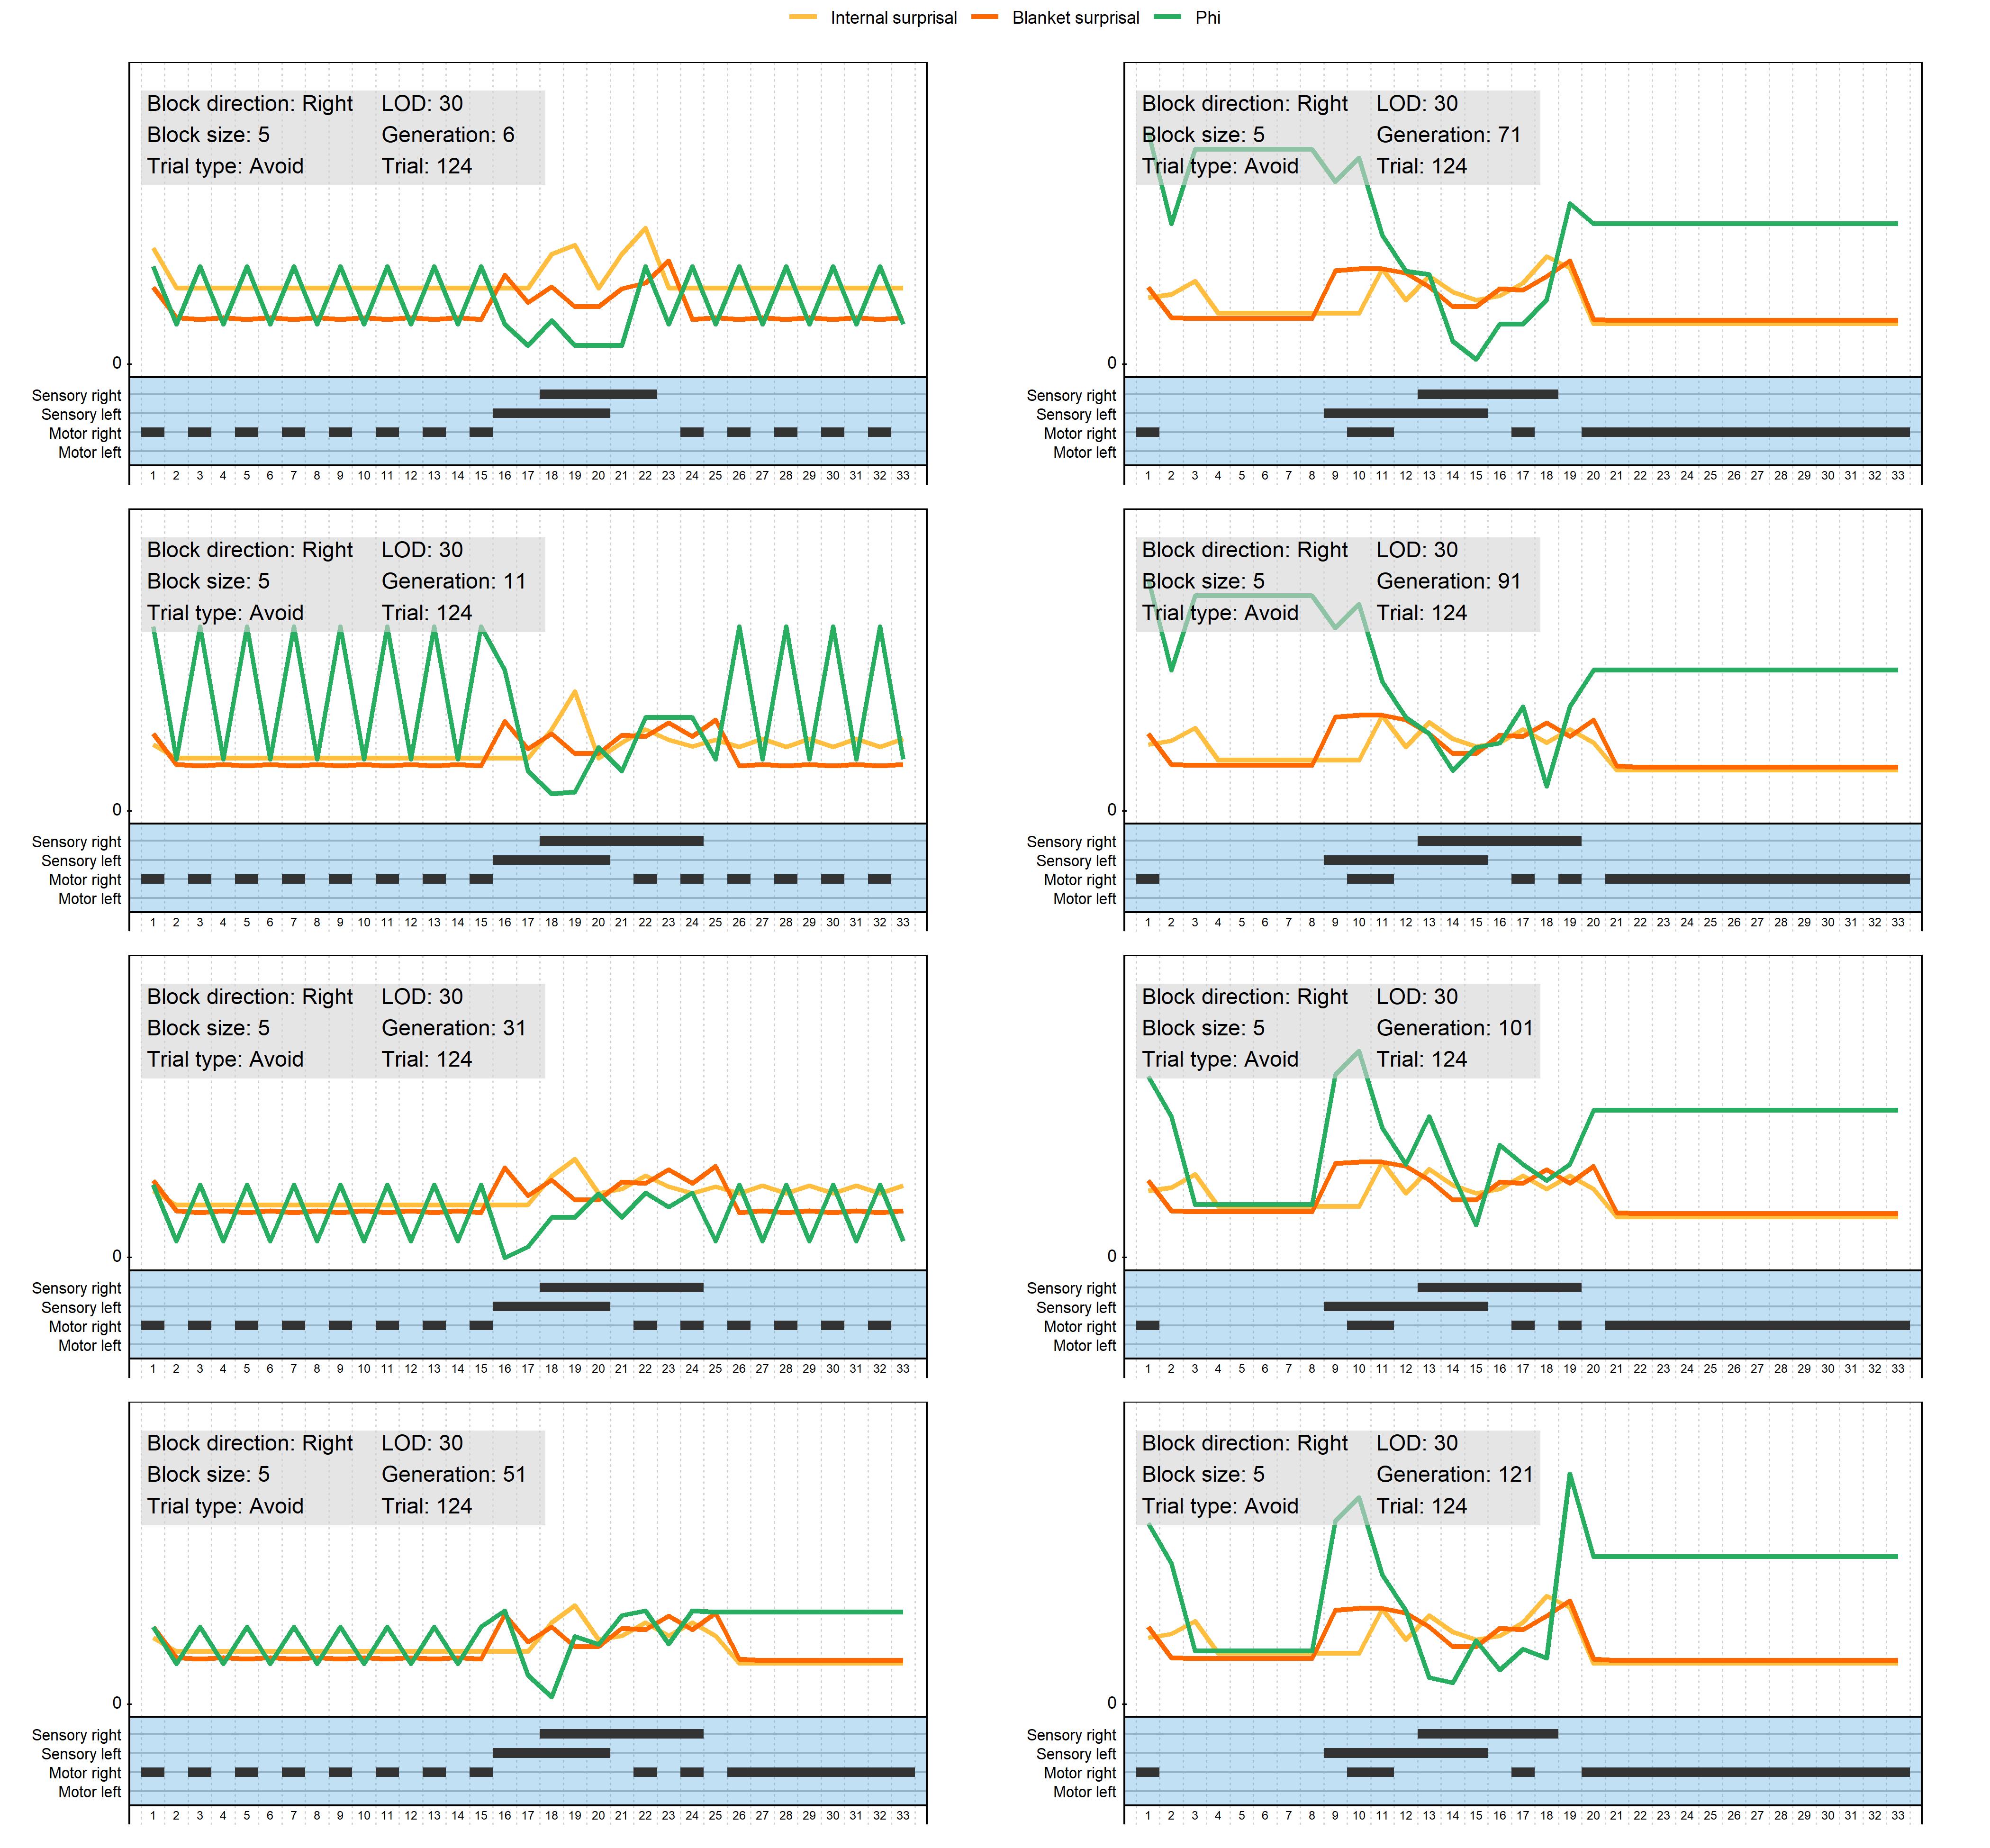 Internal surprisal Blanket surprisal Phi
Block direction: Right LOD: 30
Block size: 5 Generation: 6
Trial type: Avoid Trial: 124
0
Sensory right
Sensory left
Motor right
Motor left
1 2 3 4 5 6 7 8 9 10 11 12 13 14 15 16 17 18 19 20 21 22 23 24 25 26 27 28 29 30 31 32 33
Block direction: Right LOD: 30
Block size: 5 Generation: 71
Trial type: Avoid Trial: 124
0
Sensory right
Sensory left
Motor right
Motor left
1 2 3 4 5 6 7 8 9 10 11 12 13 14 15 16 17 18 19 20 21 22 23 24 25 26 27 28 29 30 31 32 33
Block direction: Right LOD: 30
Block size: 5 Generation: 11
Trial type: Avoid Trial: 124
0
Sensory right
Sensory left
Motor right
Motor left
1 2 3 4 5 6 7 8 9 10 11 12 13 14 15 16 17 18 19 20 21 22 23 24 25 26 27 28 29 30 31 32 33
Block direction: Right LOD: 30
Block size: 5 Generation: 91
Trial type: Avoid Trial: 124
0
Sensory right
Sensory left
Motor right
Motor left
1 2 3 4 5 6 7 8 9 10 11 12 13 14 15 16 17 18 19 20 21 22 23 24 25 26 27 28 29 30 31 32 33
Block direction: Right LOD: 30
Block size: 5 Generation: 31
Trial type: Avoid Trial: 124
0
Sensory right
Sensory left
Motor right
Motor left
1 2 3 4 5 6 7 8 9 10 11 12 13 14 15 16 17 18 19 20 21 22 23 24 25 26 27 28 29 30 31 32 33
Block direction: Right LOD: 30
Block size: 5 Generation: 101
Trial type: Avoid Trial: 124
0
Sensory right
Sensory left
Motor right
Motor left
1 2 3 4 5 6 7 8 9 10 11 12 13 14 15 16 17 18 19 20 21 22 23 24 25 26 27 28 29 30 31 32 33
Block direction: Right LOD: 30
Block size: 5 Generation: 51
Trial type: Avoid Trial: 124
0
Sensory right
Sensory left
Motor right
Motor left
1 2 3 4 5 6 7 8 9 10 11 12 13 14 15 16 17 18 19 20 21 22 23 24 25 26 27 28 29 30 31 32 33
Block direction: Right LOD: 30
Block size: 5 Generation: 121
Trial type: Avoid Trial: 124
0
Sensory right
Sensory left
Motor right
Motor left
1 2 3 4 5 6 7 8 9 10 11 12 13 14 15 16 17 18 19 20 21 22 23 24 25 26 27 28 29 30 31 32 33